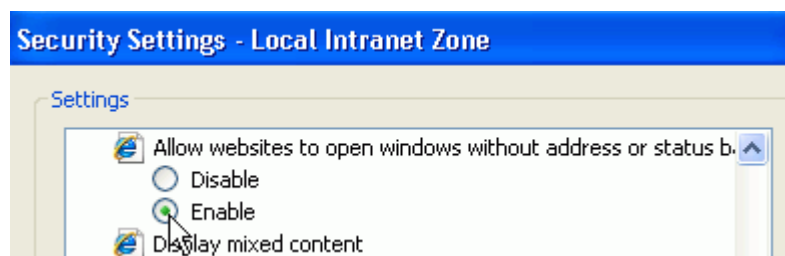 Security Settings - Local Intranet Zone
Settings
Allow websites to open windows without address or status b
Disable
Enable
Display mixed content